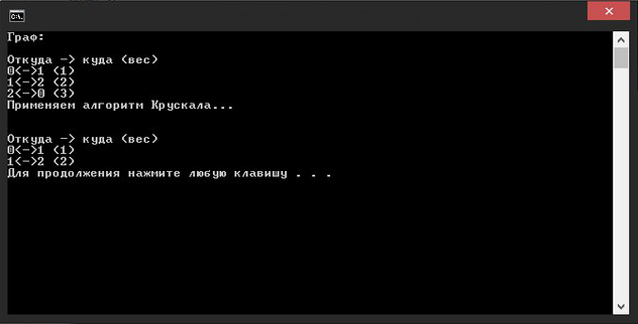 Граф:
Откуда -> куда (вес)
0<->1 (1)
1<->2 (2)
2<->0 (3)
Применяем алгоритм Крускала...
Откуда -> куда (вес)
0<->1 (1)
1<->2 (2)
Для продолжения нажмите любую клавишу . . .